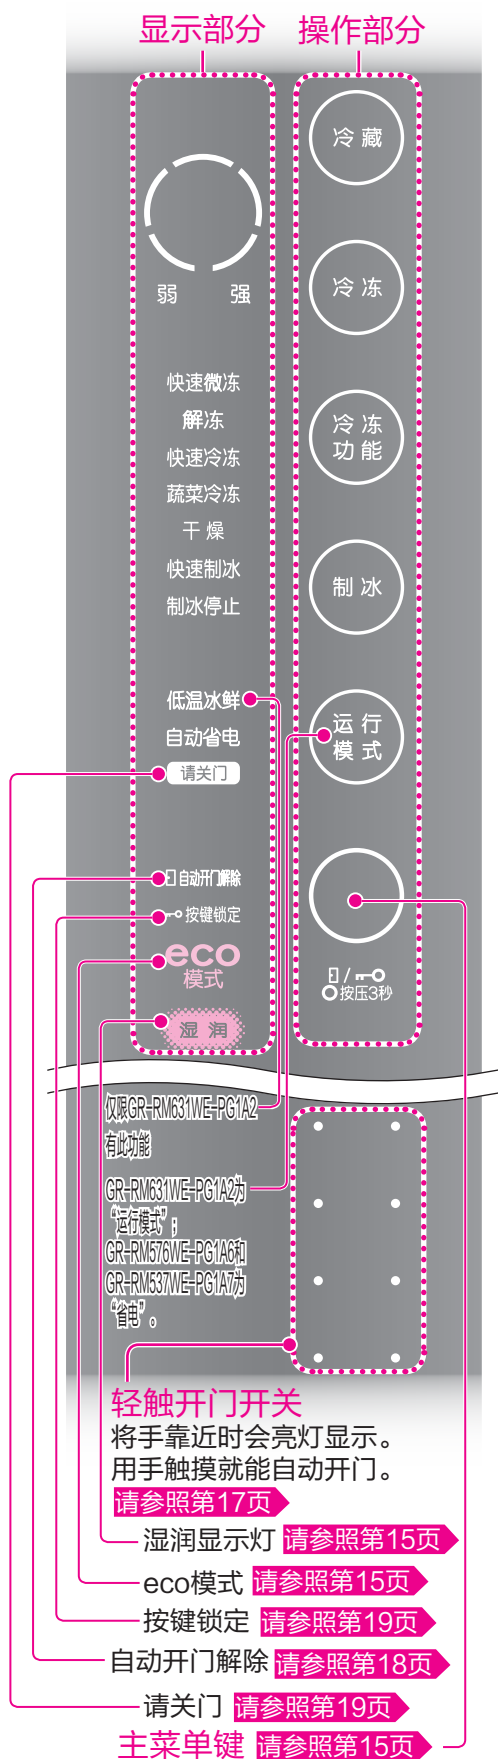 显示部分
操作部分
弱 强
快速微冻
解冻
快速冷冻
蔬菜冷冻
干燥
快速制冰
制冰停止
低温冰鲜
自动省电
请关门
自动开门解除
按键锁定
eco
模式
湿润
冷藏
冷冻
冷冻
功能
制冰
运行
模式
/
按压3秒
仅限GR-RM631WE-PG1A2
有此功能
GR-RM631WE-PG1A2为
“运行模式”；
GR-RM576WE-PG1A6和
GR-RM537WE-PG1A7为
“省电”。
轻触开门开关
将手靠近时会亮灯显示。
用手触摸就能自动开门。
请参照第17页
湿润显示灯 请参照第15页
eco模式 请参照第15页
按键锁定 请参照第19页
自动开门解除 请参照第18页
请关门 请参照第19页
主菜单键 请参照第15页